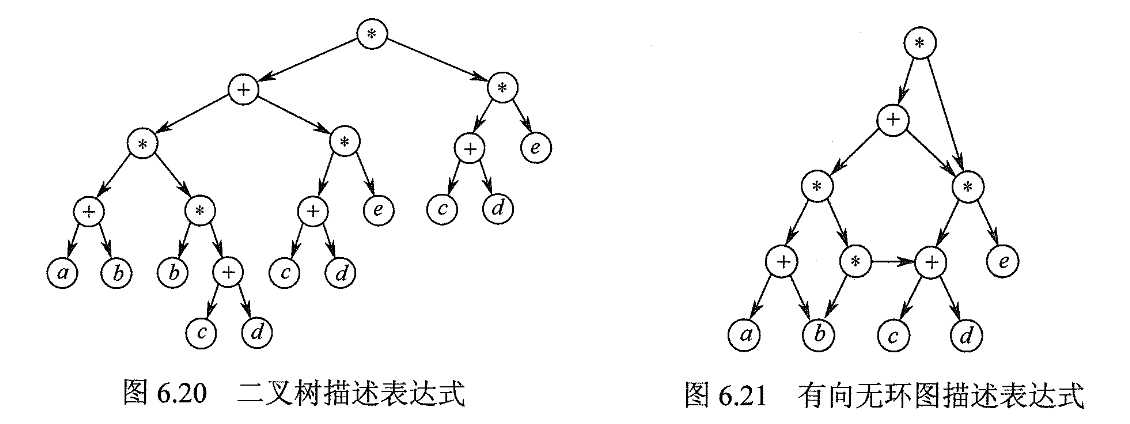 *
+ *
* * + e
+ * + e c d
a b b + c d
c d
图 6.20 二叉树描述表达式
*
+
* *
+ * + e
a b c d
图 6.21 有向无环图描述表达式